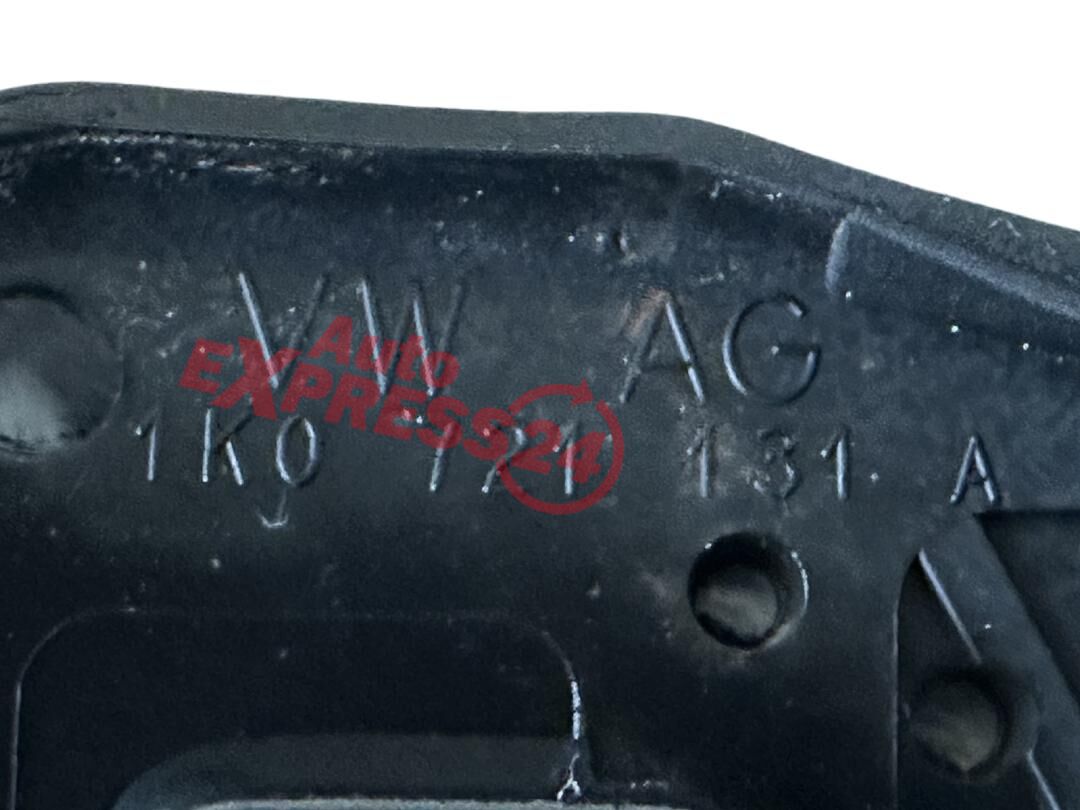 VW AG
Auto
EXPRESS24
1K0 121 131 A